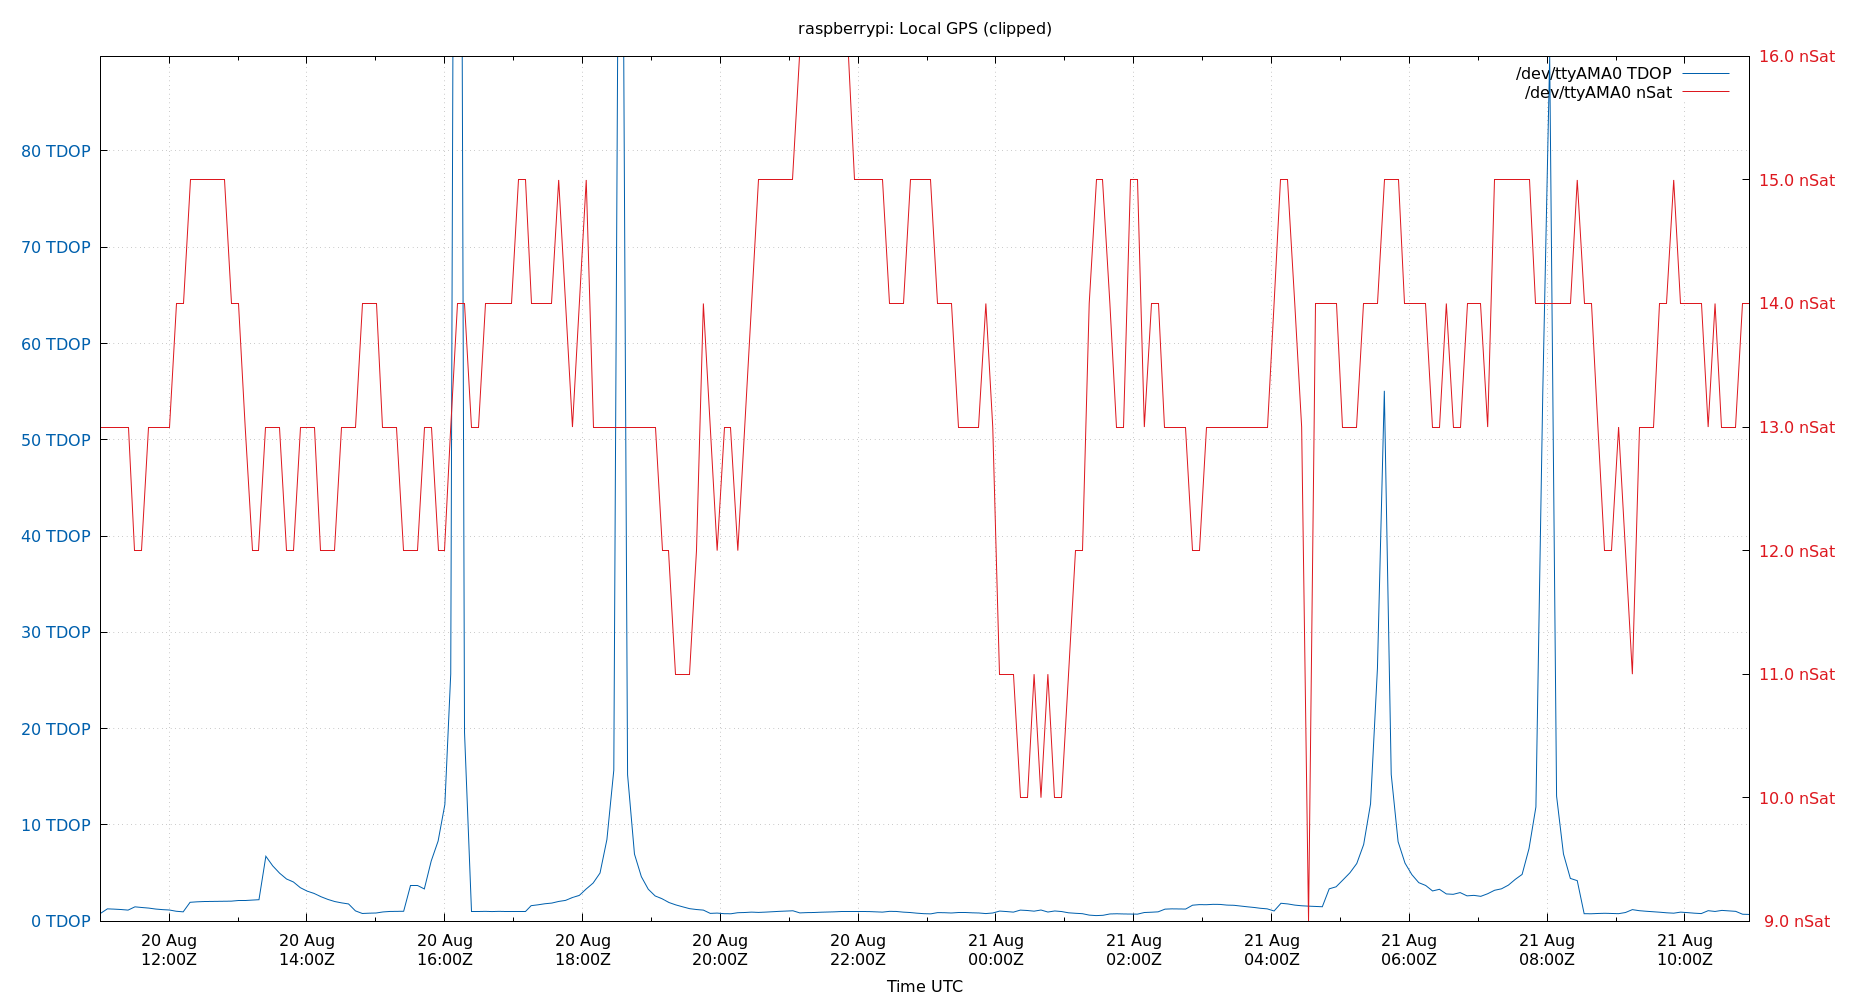 raspberrypi: Local GPS (clipped)
/dev/ttyAMA0 TDOP
/dev/ttyAMA0 nSat
80 TDOP
70 TDOP
60 TDOP
50 TDOP
40 TDOP
30 TDOP
20 TDOP
10 TDOP
0 TDOP
16.0 nSat
15.0 nSat
14.0 nSat
13.0 nSat
12.0 nSat
11.0 nSat
10.0 nSat
9.0 nSat
20 Aug
12:00Z
20 Aug
14:00Z
20 Aug
16:00Z
20 Aug
18:00Z
20 Aug
20:00Z
20 Aug
22:00Z
21 Aug
00:00Z
21 Aug
02:00Z
21 Aug
04:00Z
21 Aug
06:00Z
21 Aug
08:00Z
21 Aug
10:00Z
Time UTC